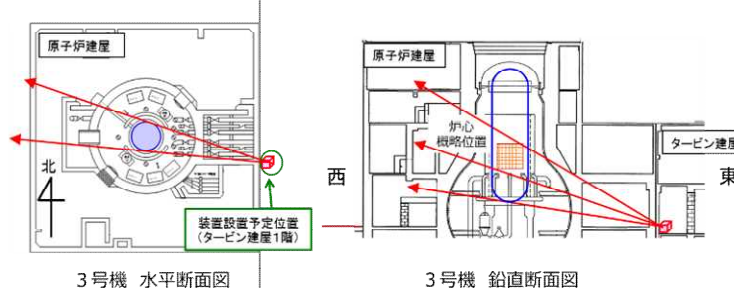 原子炉建屋
北
装置設置予定位置
(タービン建屋1階)
3号機 水平断面図
原子炉建屋
炉心
概略位置
タービン建屋
西
東
3号機 鉛直断面図